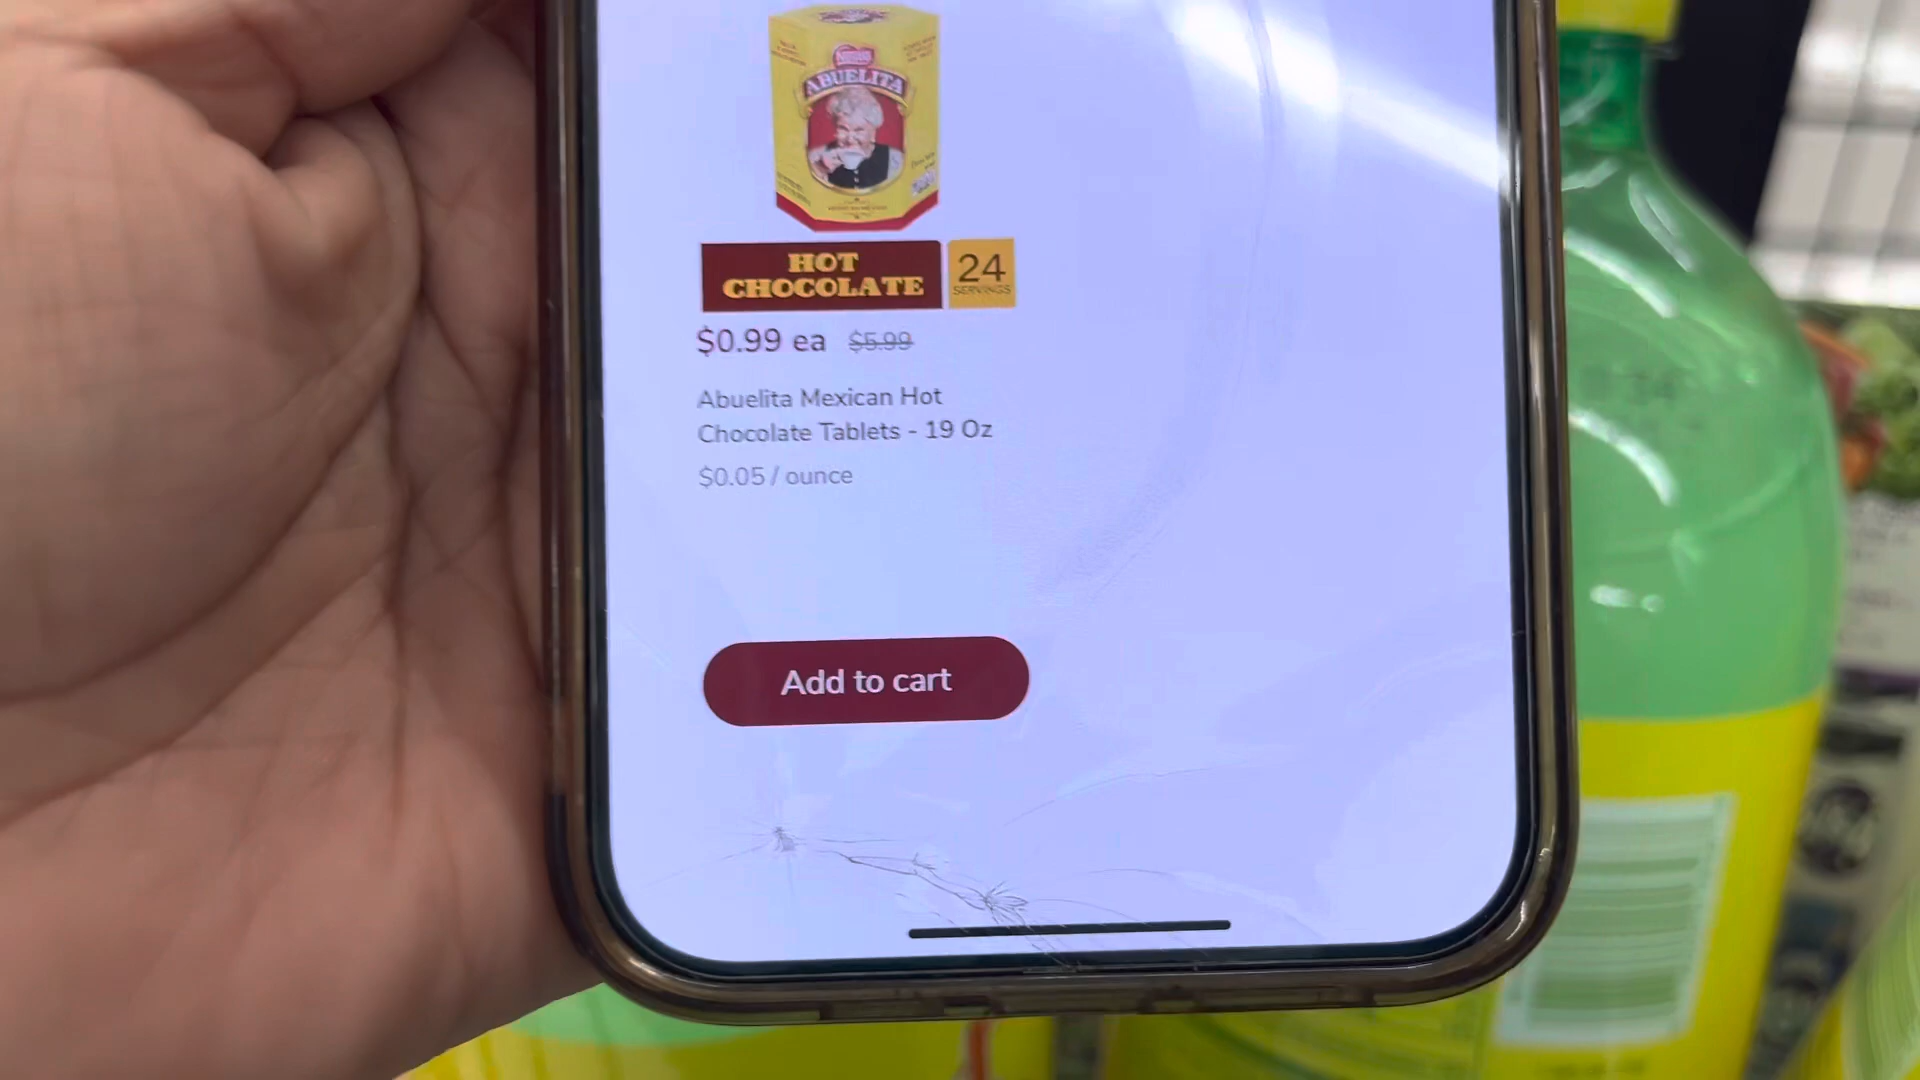 Nestlé
ABUELITA
HOT
CHOCOLATE
24
SERVINGS
$0.99 ea $5.99
Abuelita Mexican Hot
Chocolate Tablets - 19 Oz
$0.05 / ounce
Add to cart